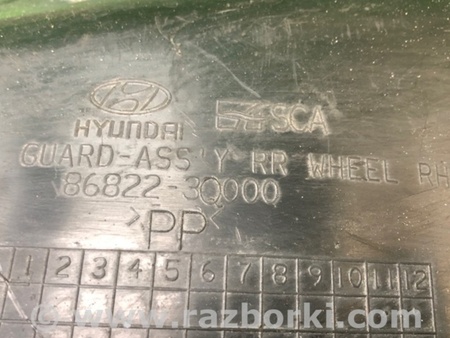 HYUNDAI SCA
GUARD-ASS'Y RR WHEEL RH
86822-3Q000
>PP<
1 2 3 4 5 6 7 8 9 10 11 12
www.razborki.com